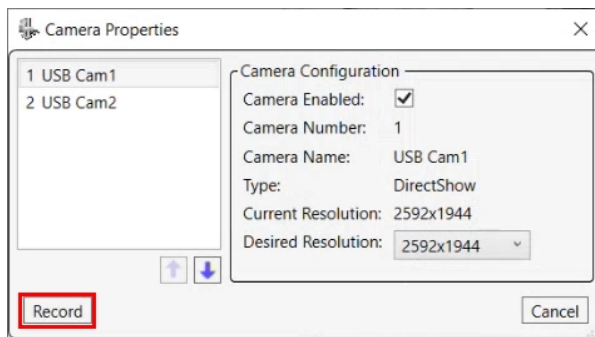 Camera Properties
1 USB Cam1
2 USB Cam2
Camera Configuration
Camera Enabled:
Camera Number: 1
Camera Name: USB Cam1
Type: DirectShow
Current Resolution: 2592x1944
Desired Resolution: 2592x1944
Record
Cancel